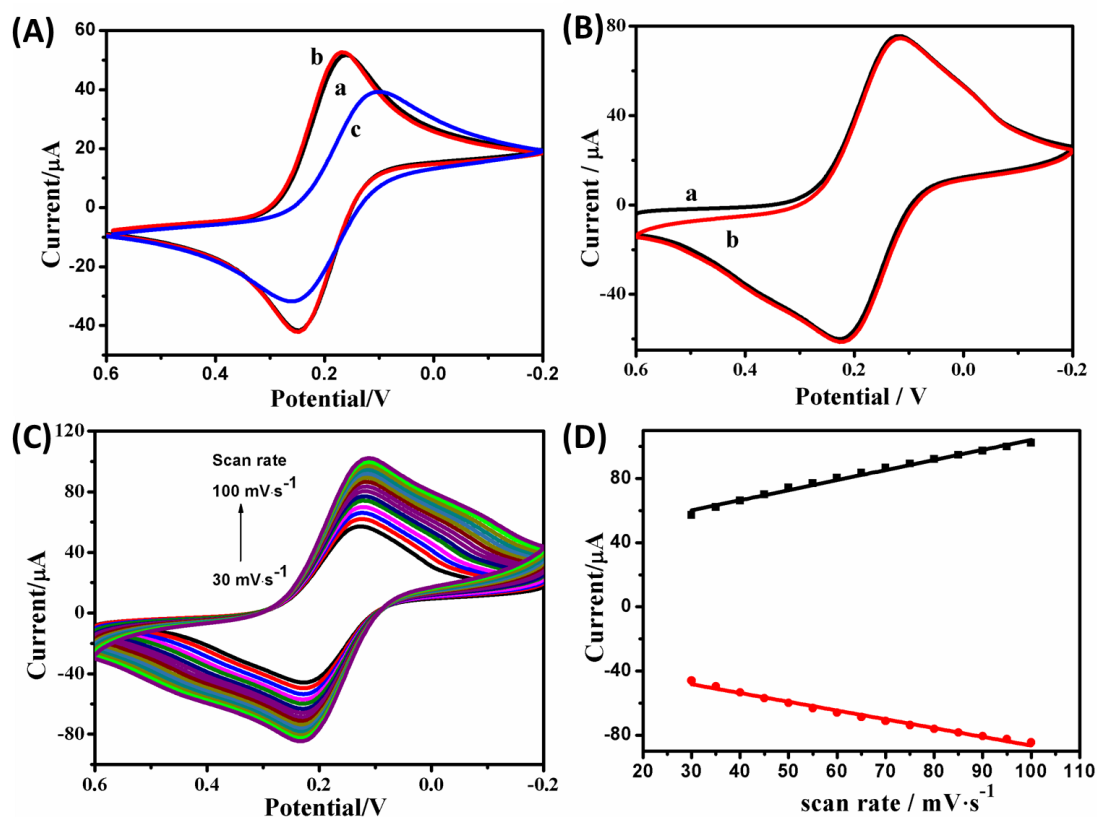 (A)
60
40
20
0
-20
-40
0.6
0.4
0.2
0.0
-0.2
Current/μA
Potential/V
b
a
c
(B)
80
40
0
-40
0.6
0.4
0.2
0.0
-0.2
Current / μA
Potential / V
a
b
(C)
120
80
40
0
-40
-80
0.6
0.4
0.2
0.0
-0.2
Current/μA
Potential/V
Scan rate
100 mV·s⁻¹
30 mV·s⁻¹
(D)
80
40
0
-40
-80
20
30
40
50
60
70
80
90
100
110
Current/μA
scan rate / mV·s⁻¹